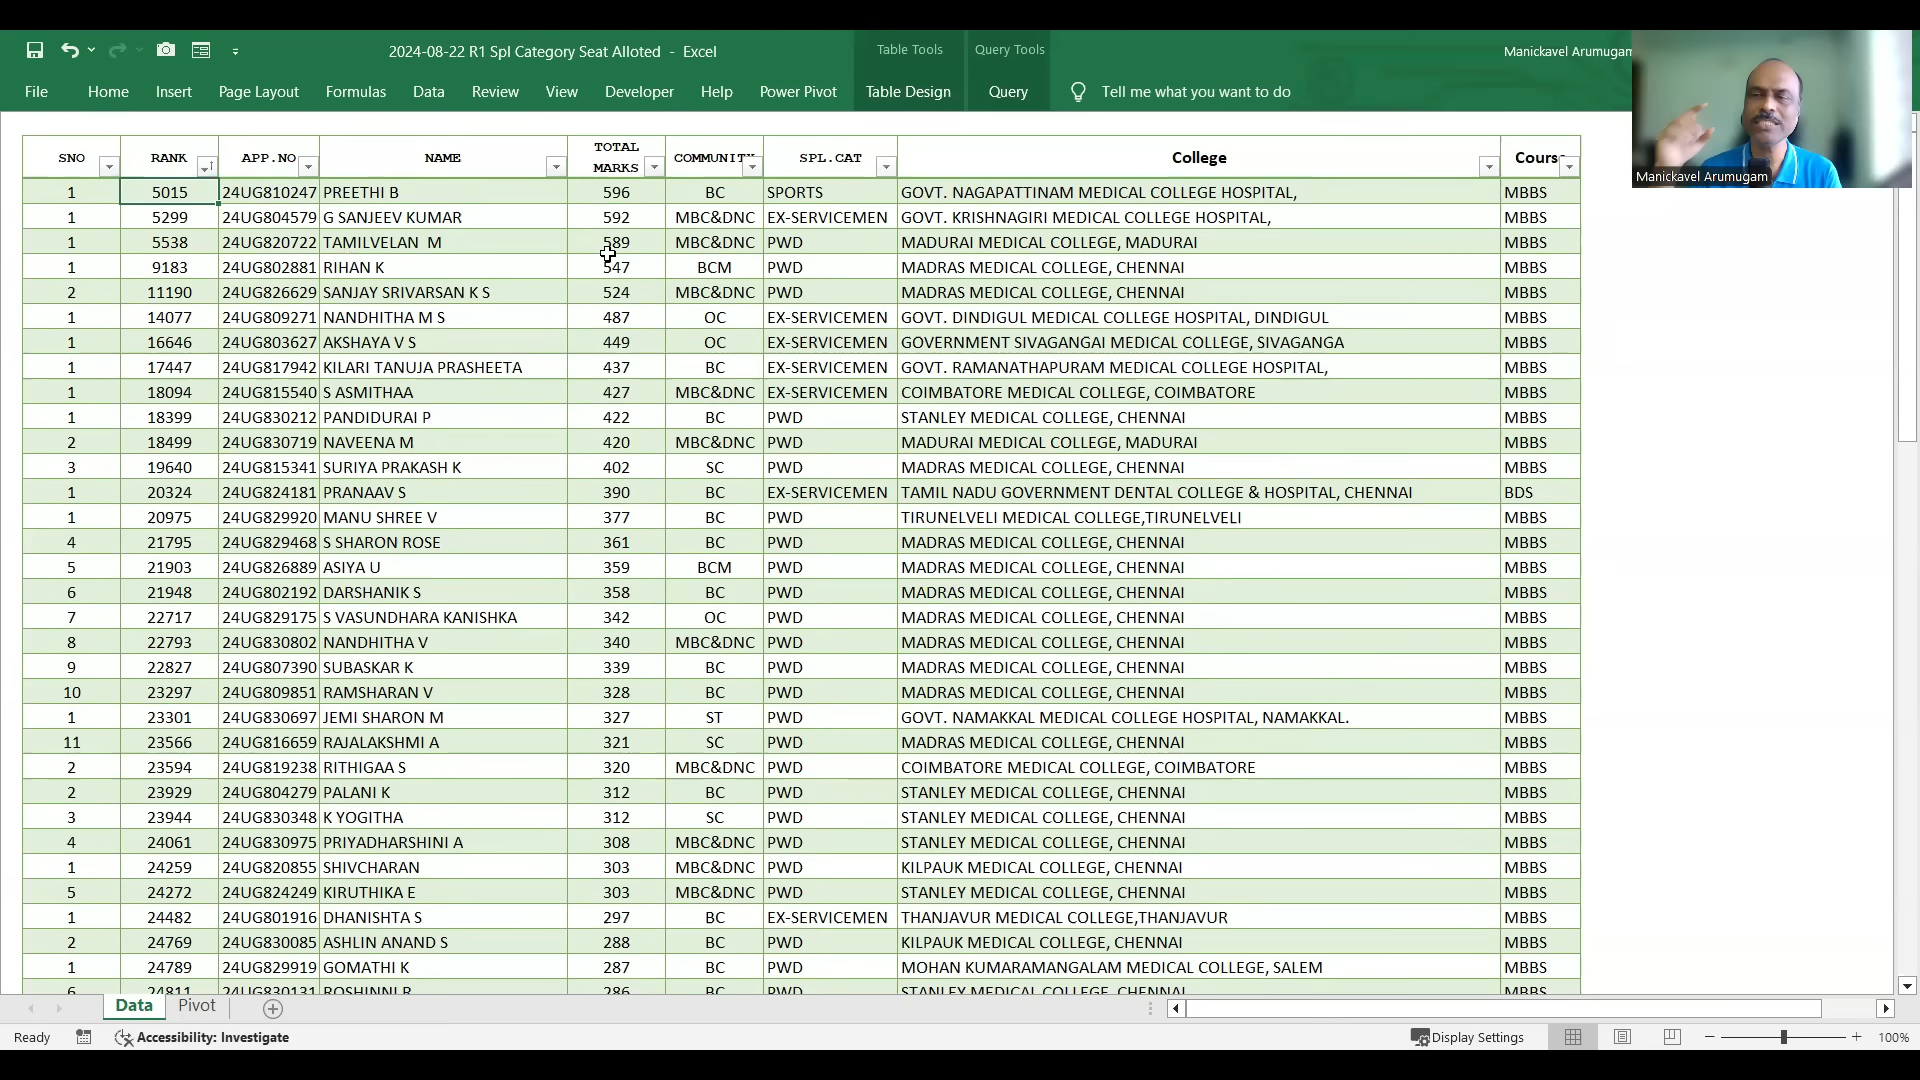 2024-08-22 R1 Spl Category Seat Alloted - Excel
Table Tools Query Tools
Manickavel Arumugam
File Home Insert Page Layout Formulas Data Review View Developer Help Power Pivot Table Design Query Tell me what you want to do
Manickavel Arumugam
SNO RANK APP.NO NAME TOTAL MARKS COMMUNITY SPL.CAT College Cours
1 5015 24UG810247 PREETHI B 596 BC SPORTS GOVT. NAGAPATTINAM MEDICAL COLLEGE HOSPITAL, MBBS
1 5299 24UG804579 G SANJEEV KUMAR 592 MBC&DNC EX-SERVICEMEN GOVT. KRISHNAGIRI MEDICAL COLLEGE HOSPITAL, MBBS
1 5538 24UG820722 TAMILVELAN M 589 MBC&DNC PWD MADURAI MEDICAL COLLEGE, MADURAI MBBS
1 9183 24UG802881 RIHAN K 547 BCM PWD MADRAS MEDICAL COLLEGE, CHENNAI MBBS
2 11190 24UG826629 SANJAY SRIVARSAN K S 524 MBC&DNC PWD MADRAS MEDICAL COLLEGE, CHENNAI MBBS
1 14077 24UG809271 NANDHITHA M S 487 OC EX-SERVICEMEN GOVT. DINDIGUL MEDICAL COLLEGE HOSPITAL, DINDIGUL MBBS
1 16646 24UG803627 AKSHAYA V S 449 OC EX-SERVICEMEN GOVERNMENT SIVAGANGAI MEDICAL COLLEGE, SIVAGANGA MBBS
1 17447 24UG817942 KILARI TANUJA PRASHEETA 437 BC EX-SERVICEMEN GOVT. RAMANATHAPURAM MEDICAL COLLEGE HOSPITAL, MBBS
1 18094 24UG815540 S ASMITHAA 427 MBC&DNC EX-SERVICEMEN COIMBATORE MEDICAL COLLEGE, COIMBATORE MBBS
1 18399 24UG830212 PANDIDURAI P 422 BC PWD STANLEY MEDICAL COLLEGE, CHENNAI MBBS
2 18499 24UG830719 NAVEENA M 420 MBC&DNC PWD MADURAI MEDICAL COLLEGE, MADURAI MBBS
3 19640 24UG815341 SURIYA PRAKASH K 402 SC PWD MADRAS MEDICAL COLLEGE, CHENNAI MBBS
1 20324 24UG824181 PRANAAV S 390 BC EX-SERVICEMEN TAMIL NADU GOVERNMENT DENTAL COLLEGE & HOSPITAL, CHENNAI BDS
1 20975 24UG829920 MANU SHREE V 377 BC PWD TIRUNELVELI MEDICAL COLLEGE,TIRUNELVELI MBBS
4 21795 24UG829468 S SHARON ROSE 361 BC PWD MADRAS MEDICAL COLLEGE, CHENNAI MBBS
5 21903 24UG826889 ASIYA U 359 BCM PWD MADRAS MEDICAL COLLEGE, CHENNAI MBBS
6 21948 24UG802192 DARSHANIK S 358 BC PWD MADRAS MEDICAL COLLEGE, CHENNAI MBBS
7 22717 24UG829175 S VASUNDHARA KANISHKA 342 OC PWD MADRAS MEDICAL COLLEGE, CHENNAI MBBS
8 22793 24UG830802 NANDHITHA V 340 MBC&DNC PWD MADRAS MEDICAL COLLEGE, CHENNAI MBBS
9 22827 24UG807390 SUBASKAR K 339 BC PWD MADRAS MEDICAL COLLEGE, CHENNAI MBBS
10 23297 24UG809851 RAMSHARAN V 328 BC PWD MADRAS MEDICAL COLLEGE, CHENNAI MBBS
1 23301 24UG830697 JEMI SHARON M 327 ST PWD GOVT. NAMAKKAL MEDICAL COLLEGE HOSPITAL, NAMAKKAL. MBBS
11 23566 24UG816659 RAJALAKSHMI A 321 SC PWD MADRAS MEDICAL COLLEGE, CHENNAI MBBS
2 23594 24UG819238 RITHIGAA S 320 MBC&DNC PWD COIMBATORE MEDICAL COLLEGE, COIMBATORE MBBS
2 23929 24UG804279 PALANI K 312 BC PWD STANLEY MEDICAL COLLEGE, CHENNAI MBBS
3 23944 24UG830348 K YOGITHA 312 SC PWD STANLEY MEDICAL COLLEGE, CHENNAI MBBS
4 24061 24UG830975 PRIYADHARSHINI A 308 MBC&DNC PWD STANLEY MEDICAL COLLEGE, CHENNAI MBBS
1 24259 24UG820855 SHIVCHARAN 303 MBC&DNC PWD KILPAUK MEDICAL COLLEGE, CHENNAI MBBS
5 24272 24UG824249 KIRUTHIKA E 303 MBC&DNC PWD STANLEY MEDICAL COLLEGE, CHENNAI MBBS
1 24482 24UG801916 DHANISHTA S 297 BC EX-SERVICEMEN THANJAVUR MEDICAL COLLEGE,THANJAVUR MBBS
2 24769 24UG830085 ASHLIN ANAND S 288 BC PWD KILPAUK MEDICAL COLLEGE, CHENNAI MBBS
1 24789 24UG829919 GOMATHI K 287 BC PWD MOHAN KUMARAMANGALAM MEDICAL COLLEGE, SALEM MBBS
6 24811 24UG830131 ROSHINNI R 286 BC PWD STANLEY MEDICAL COLLEGE, CHENNAI MBBS
Data Pivot
Ready Accessibility: Investigate Display Settings 100%